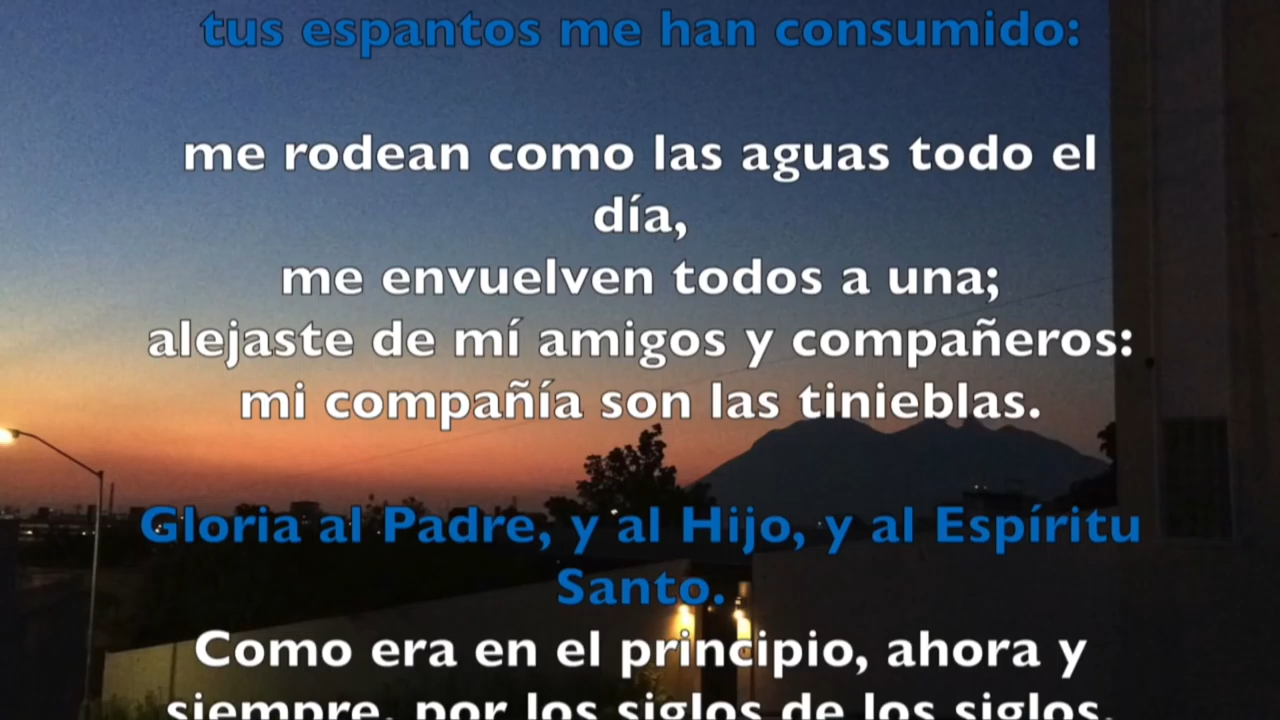 tus espantos me han consumido:
me rodean como las aguas todo el
día,
me envuelven todos a una;
alejaste de mí amigos y compañeros:
mi compañía son las tinieblas.
Gloria al Padre, y al Hijo, y al Espíritu
Santo.
Como era en el principio, ahora y
siempre, por los siglos de los siglos.